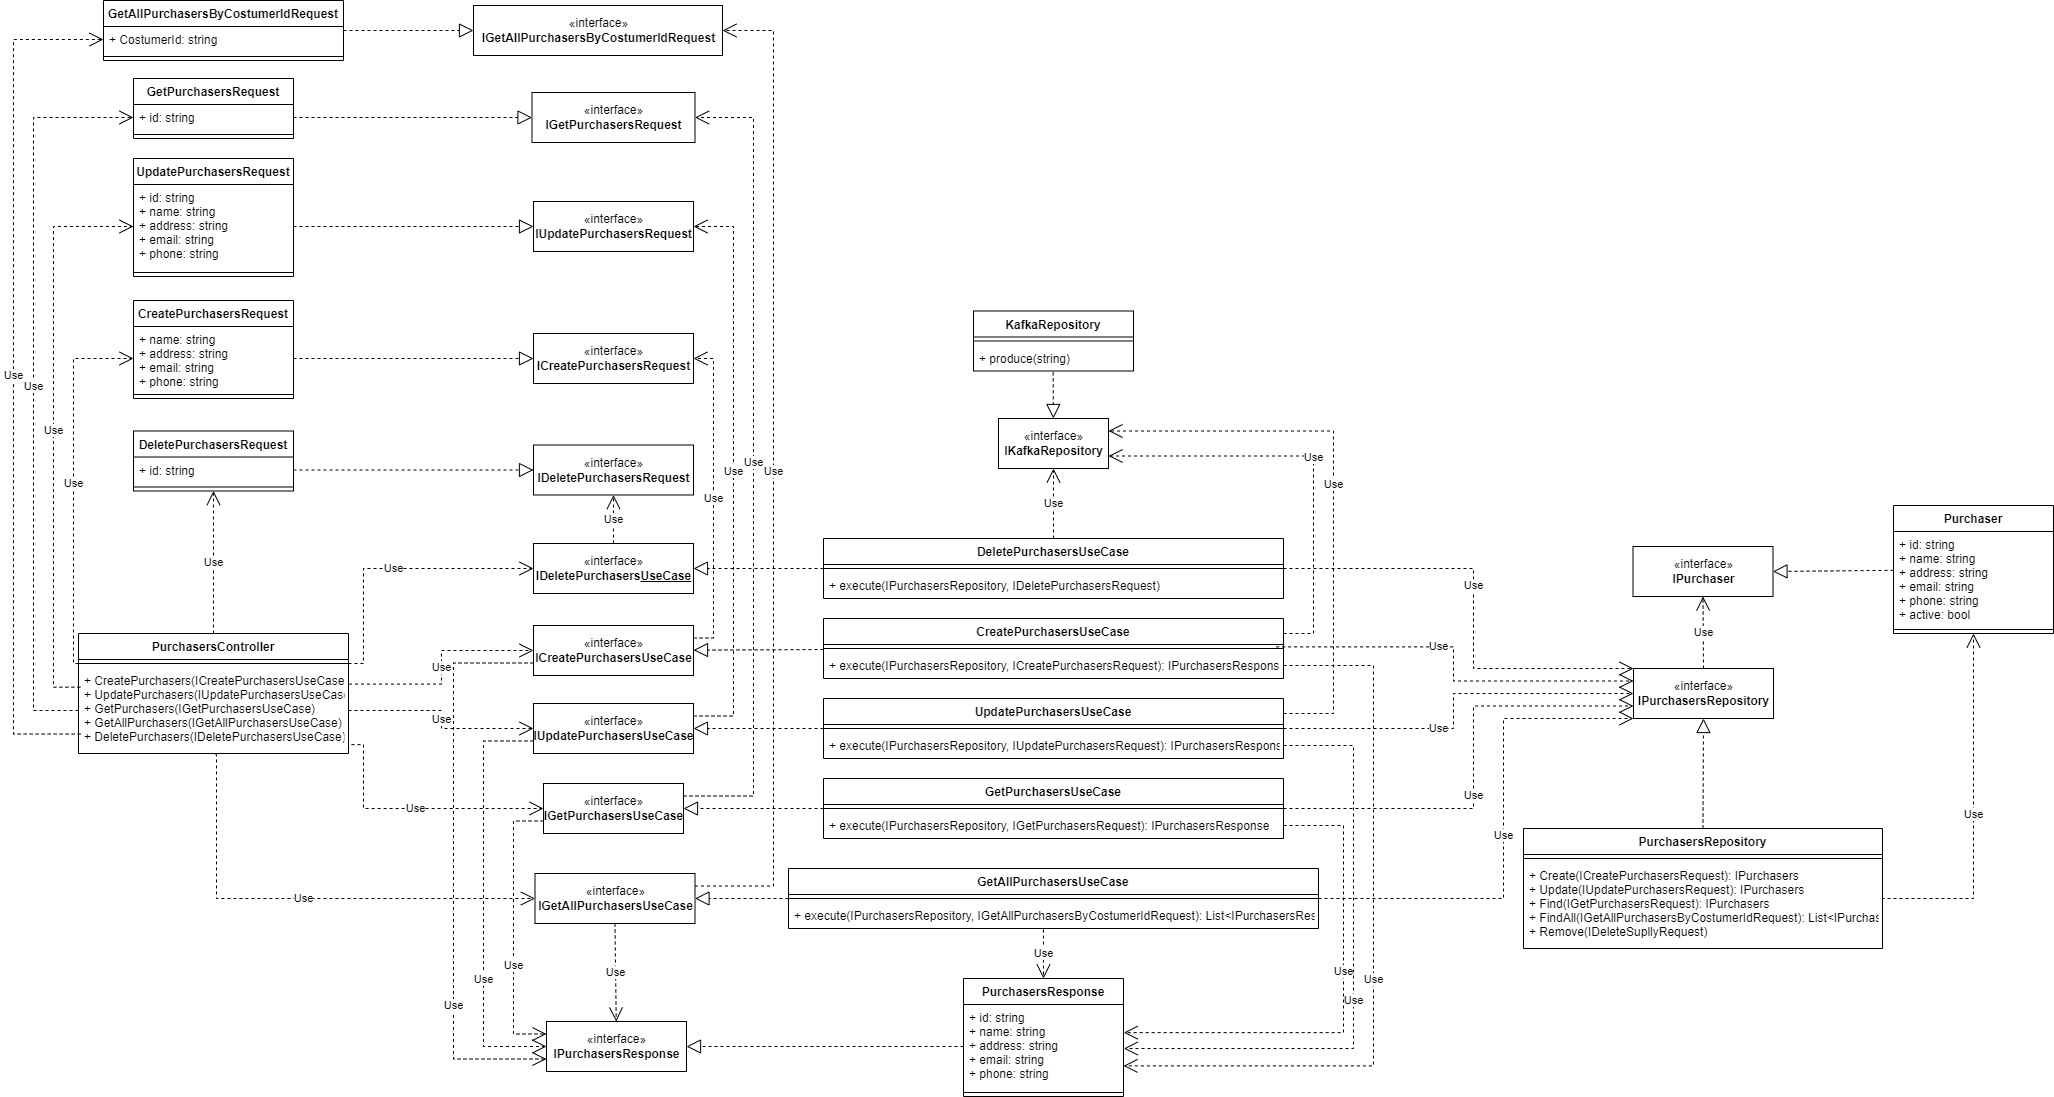 GetAllPurchasersByCostumerIdRequest
+ CostumerId: string
«interface»
IGetAllPurchasersByCostumerIdRequest
GetPurchasersRequest
+ id: string
«interface»
IGetPurchasersRequest
UpdatePurchasersRequest
+ id: string
+ name: string
+ address: string
+ email: string
+ phone: string
«interface»
IUpdatePurchasersRequest
CreatePurchasersRequest
+ name: string
+ address: string
+ email: string
+ phone: string
«interface»
ICreatePurchasersRequest
Use
Use
Use
Use
DeletePurchasersRequest
+ id: string
«interface»
IDeletePurchasersRequest
Use
Use
Use
Use
Use
Use
«interface»
IDeletePurchasersUseCase
Use
PurchasersController
+ CreatePurchasers(ICreatePurchasersUseCase
+ UpdatePurchasers(IUpdatePurchasersUseCas
+ GetPurchasers(IGetPurchasersUseCase)
+ GetAllPurchasers(IGetAllPurchasersUseCase)
+ DeletePurchasers(IDeletePurchasersUseCase)
Use
Use
Use
Use
«interface»
ICreatePurchasersUseCase
«interface»
IUpdatePurchasersUseCase
«interface»
IGetPurchasersUseCase
«interface»
IGetAllPurchasersUseCase
Use
Use
Use
Use
«interface»
IPurchasersResponse
KafkaRepository
+ produce(string)
«interface»
IKafkaRepository
Use
Use
Use
DeletePurchasersUseCase
+ execute(IPurchasersRepository, IDeletePurchasersRequest)
CreatePurchasersUseCase
+ execute(IPurchasersRepository, ICreatePurchasersRequest): IPurchasersRespons
UpdatePurchasersUseCase
+ execute(IPurchasersRepository, IUpdatePurchasersRequest): IPurchasersRespons
GetPurchasersUseCase
+ execute(IPurchasersRepository, IGetPurchasersRequest): IPurchasersResponse
GetAllPurchasersUseCase
+ execute(IPurchasersRepository, IGetAllPurchasersByCostumerIdRequest): List<IPurchasersRes
Use
PurchasersResponse
+ id: string
+ name: string
+ address: string
+ email: string
+ phone: string
Use
Use
Use
Use
Use
Use
Use
Use
«interface»
IPurchaser
Use
«interface»
IPurchasersRepository
Purchaser
+ id: string
+ name: string
+ address: string
+ email: string
+ phone: string
+ active: bool
Use
PurchasersRepository
+ Create(ICreatePurchasersRequest): IPurchasers
+ Update(IUpdatePurchasersRequest): IPurchasers
+ Find(IGetPurchasersRequest): IPurchasers
+ FindAll(IGetAllPurchasersByCostumerIdRequest): List<IPurchas
+ Remove(IDeleteSupllyRequest)